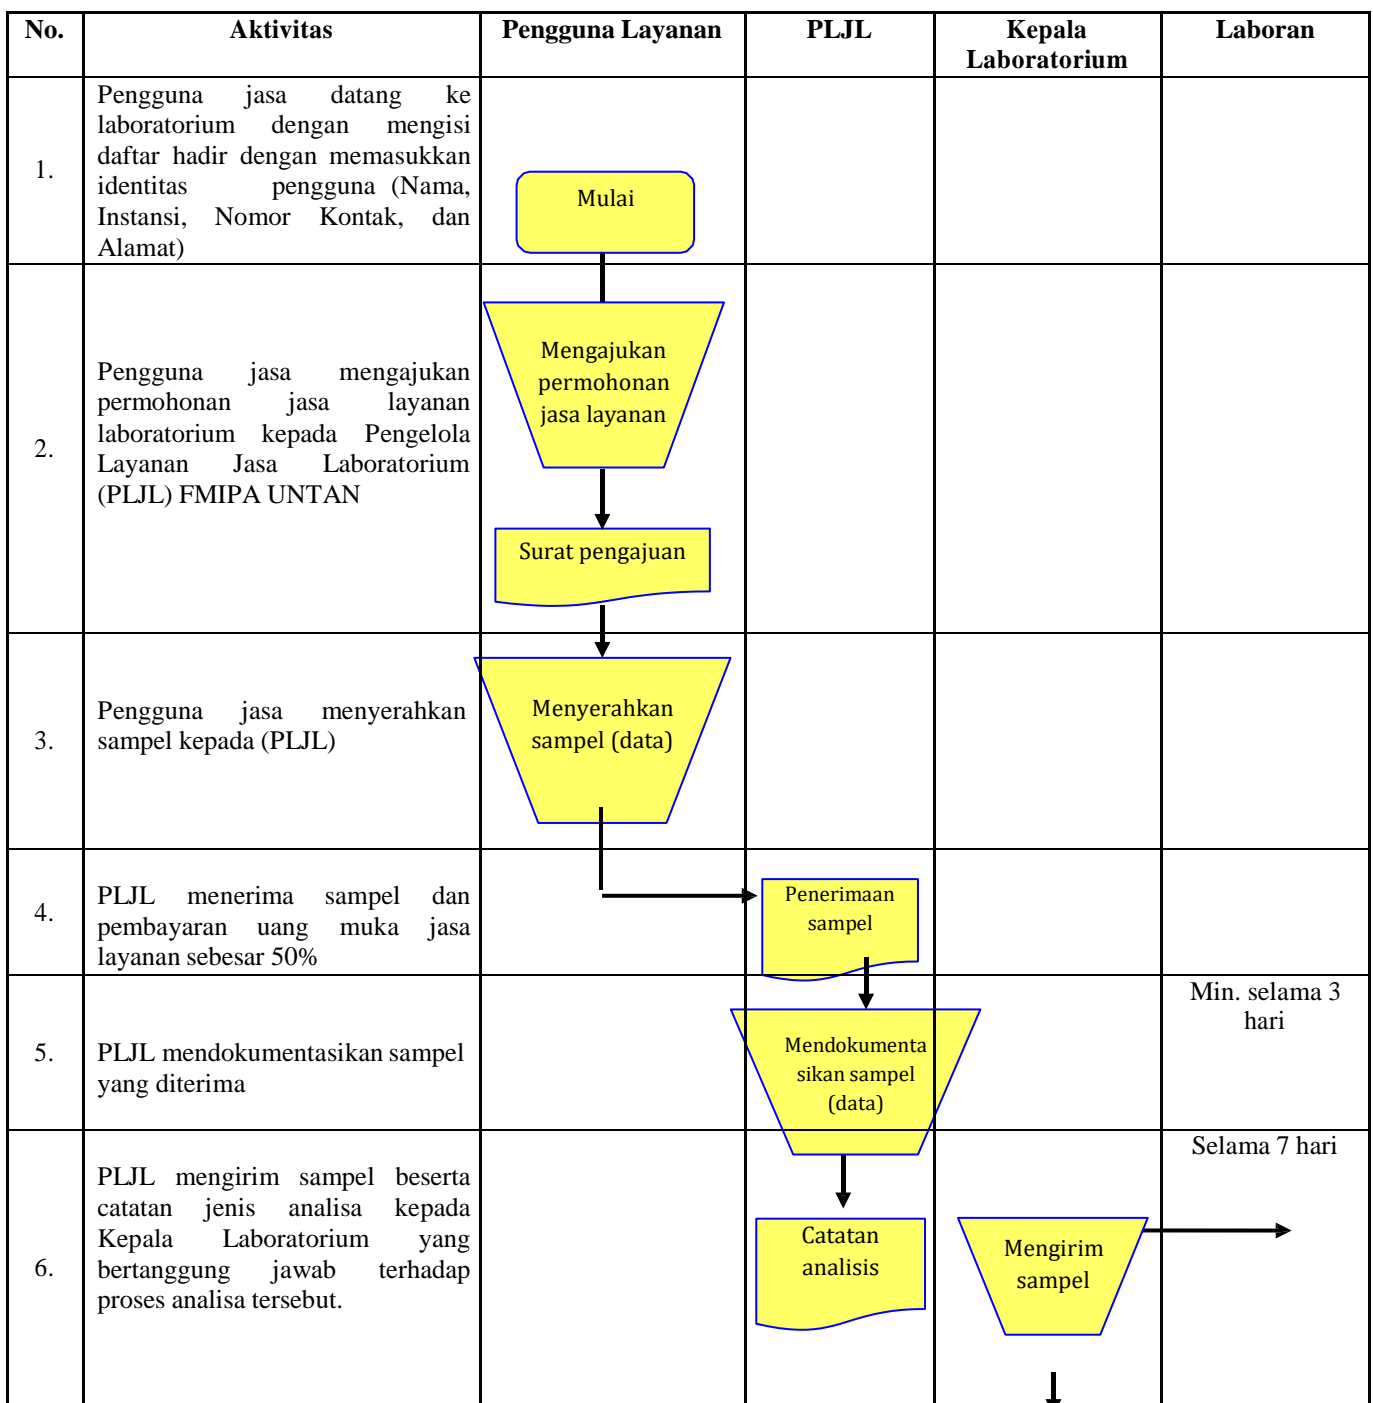 No.
Aktivitas
Pengguna Layanan
PLJL
Kepala
Laboratorium
Laboran
1.
Pengguna jasa datang ke
laboratorium dengan mengisi
daftar hadir dengan memasukkan
identitas pengguna (Nama,
Instansi, Nomor Kontak, dan
Alamat)
Mulai
2.
Pengguna jasa mengajukan
permohonan jasa layanan
laboratorium kepada Pengelola
Layanan Jasa Laboratorium
(PLJL) FMIPA UNTAN
Mengajukan
permohonan
jasa layanan
Surat pengajuan
3.
Pengguna jasa menyerahkan
sampel kepada (PLJL)
Menyerahkan
sampel (data)
4.
PLJL menerima sampel dan
pembayaran uang muka jasa
layanan sebesar 50%
Penerimaan
sampel
5.
PLJL mendokumentasikan sampel
yang diterima
Mendokumenta
sikan sampel
(data)
Min. selama 3
hari
6.
PLJL mengirim sampel beserta
catatan jenis analisa kepada
Kepala Laboratorium yang
bertanggung jawab terhadap
proses analisa tersebut.
Catatan
analisis
Mengirim
sampel
Selama 7 hari